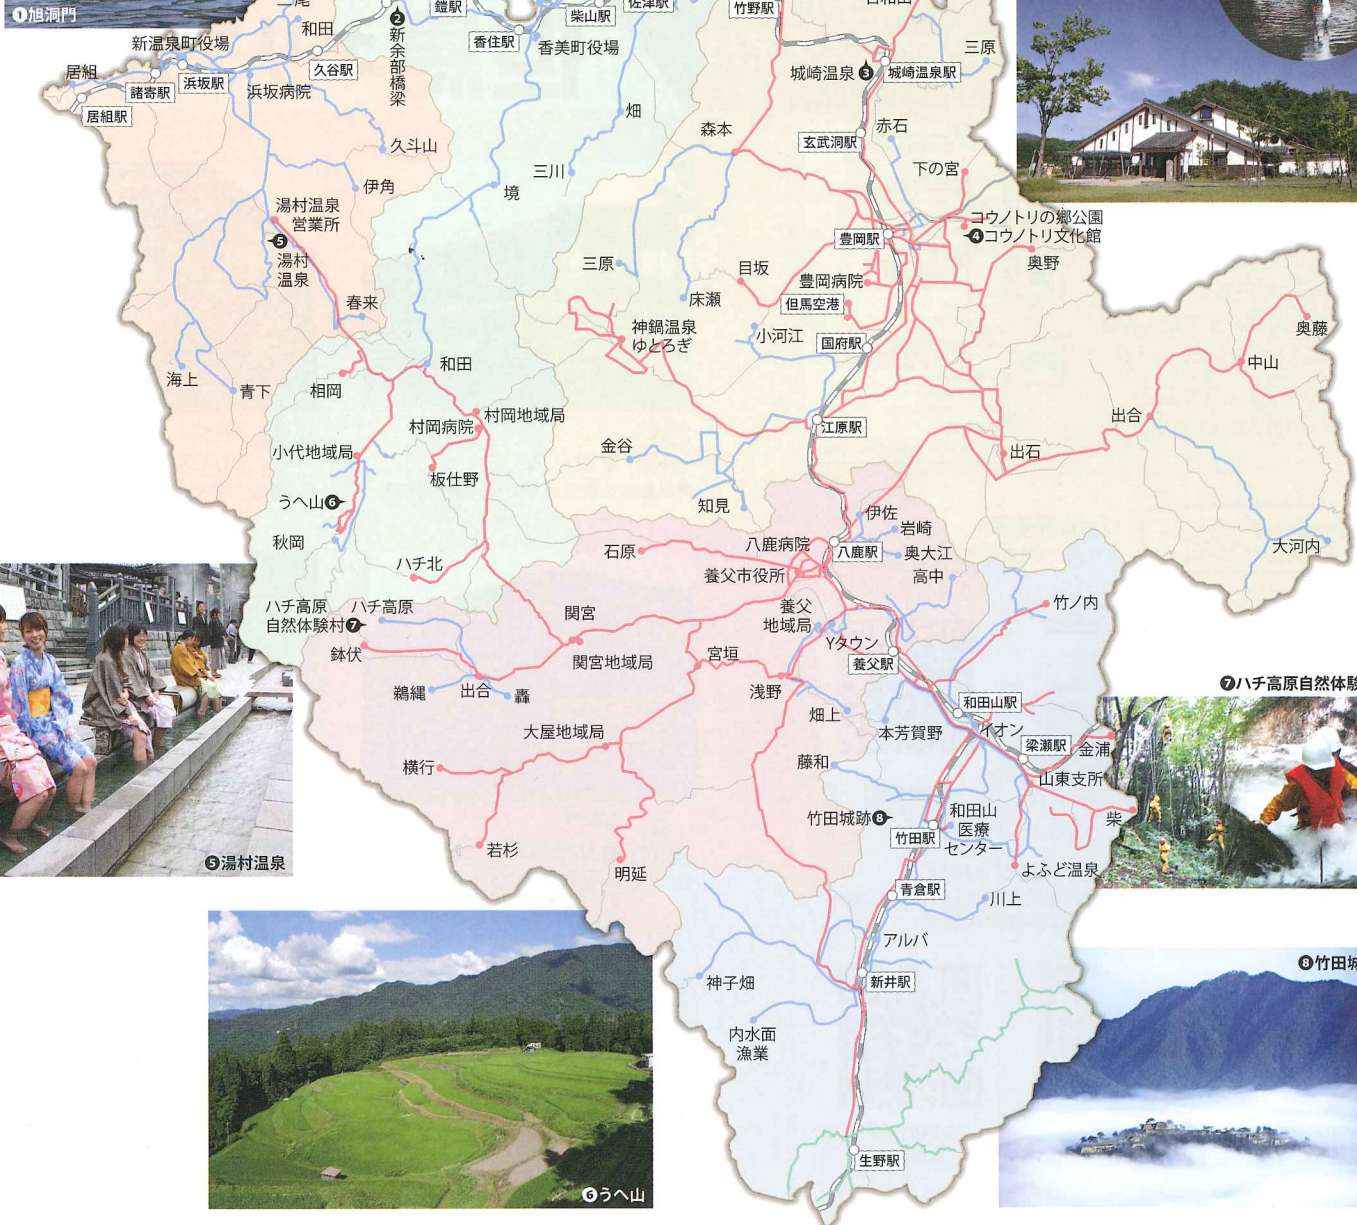 ❶旭洞門
和田
鎧駅
柴山駅
佐津駅
竹野駅
❷新余部橋梁
新温泉町役場
香住駅
香美町役場
三原
居組
久谷駅
城崎温泉❸
城崎温泉駅
諸寄駅
浜坂駅
浜坂病院
居組駅
畑
森本
赤石
玄武洞駅
久斗山
三川
下の宮
伊角
境
湯村温泉
営業所
コウノトリの郷公園
❹コウノトリ文化館
❺
湯村
温泉
豊岡駅
奥野
三原
目坂
豊岡病院
春来
床瀬
但馬空港
神鍋温泉
ゆとろぎ
小河江
国府駅
奥藤
中山
海上
青下
相岡
和田
村岡地域局
村岡病院
江原駅
出合
小代地域局
金谷
出石
板仕野
うへ山❻
知見
伊佐
岩崎
秋岡
石原
八鹿病院
八鹿駅
奥大江
大河内
ハチ北
養父市役所
高中
ハチ高原
自然体験村❼
ハチ高原
関宮
養父
地域局
竹ノ内
鉢伏
関宮地域局
宮垣
Yタウン
養父駅
鵜縄
出合
轟
浅野
❼ハチ高原自然体験
畑上
和田山駅
大屋地域局
本芳賀野
イオン
梁瀬駅
金浦
横行
藤和
山東支所
竹田城跡❽
和田山
医療
センター
竹田駅
柴
若杉
明延
よふど温泉
❺湯村温泉
青倉駅
川上
アルバ
神子畑
新井駅
❽竹田城
内水面
漁業
生野駅
❻うへ山